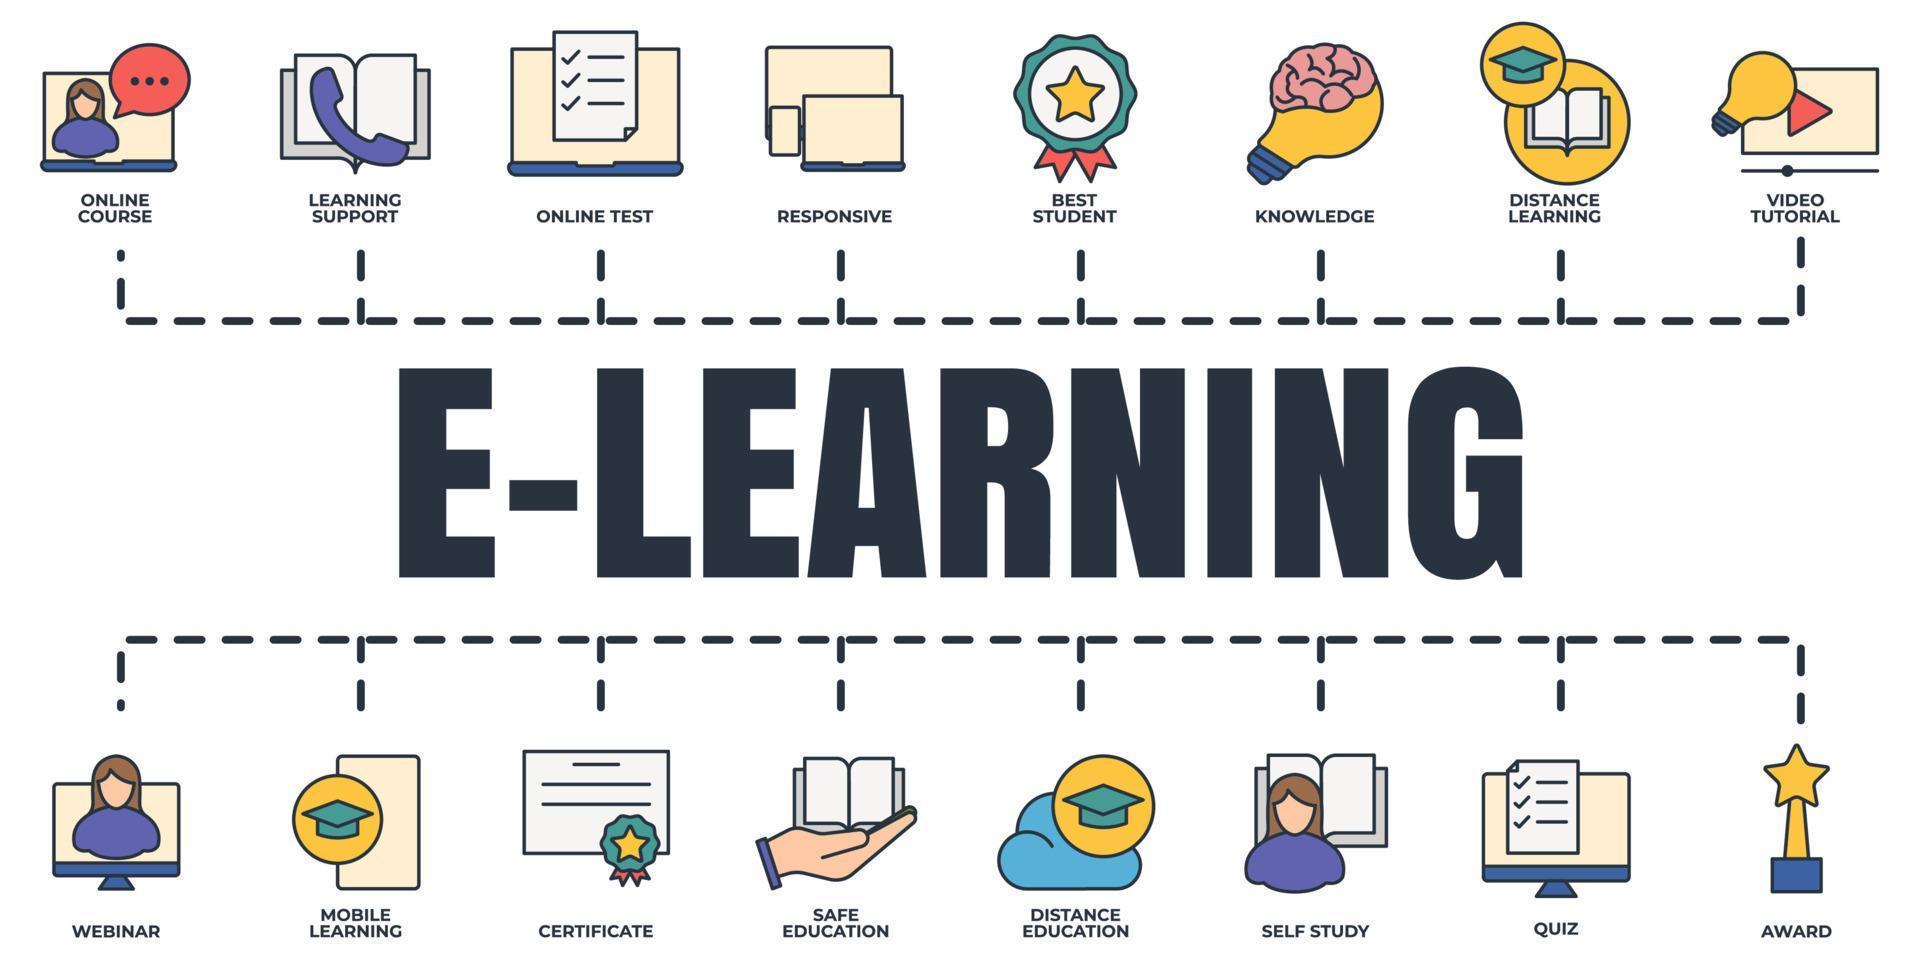 ONLINE
COURSE
LEARNING
SUPPORT
ONLINE TEST
RESPONSIVE
BEST
STUDENT
KNOWLEDGE
DISTANCE
LEARNING
VIDEO
TUTORIAL
E-LEARNING
WEBINAR
MOBILE
LEARNING
CERTIFICATE
SAFE
EDUCATION
DISTANCE
EDUCATION
SELF STUDY
QUIZ
AWARD